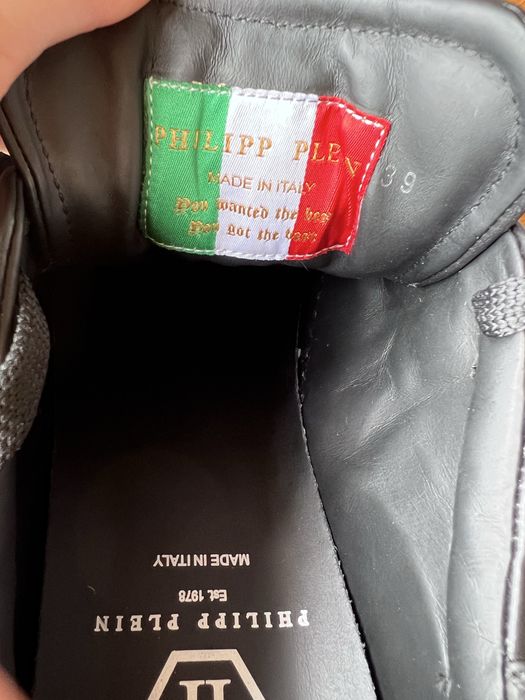 PHILIPP PLEIN
MADE IN ITALY
You wanted the best
You got the best
39
MADE IN ITALY
Est. 1978
PHILIPP PLEIN